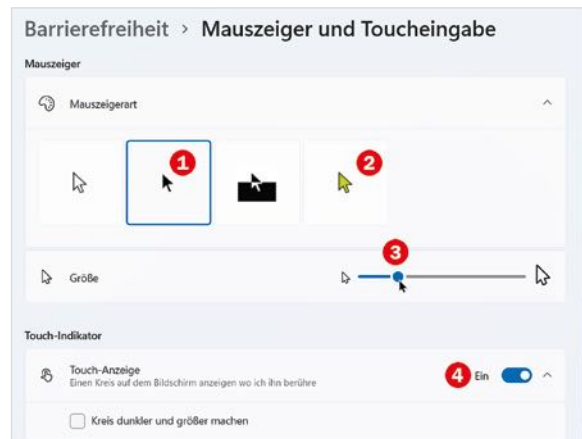 Barrierefreiheit > Mauszeiger und Toucheingabe
Mauszeiger
Mauszeigerart
1
2
3
Größe
Touch-Indikator
Touch-Anzeige
4 Ein
Einen Kreis auf dem Bildschirm anzeigen wo ich ihn berühre
Kreis dunkler und größer machen